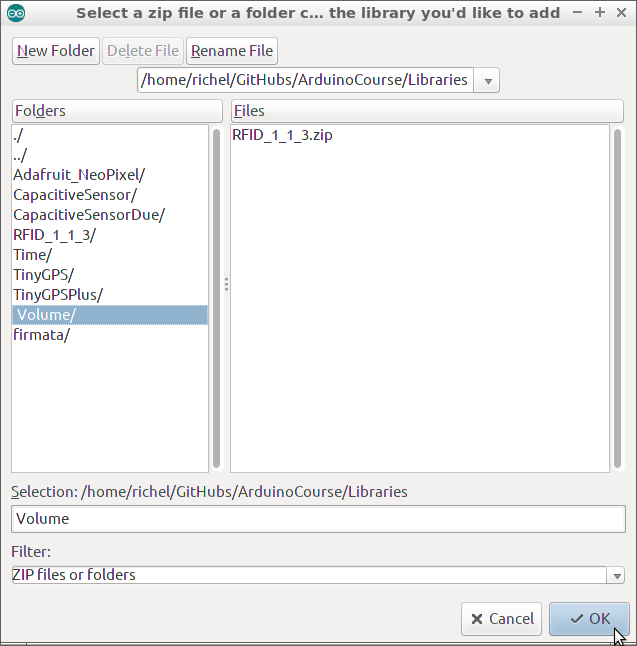 Select a zip file or a folder c... the library you'd like to add
New Folder Delete File Rename File
/home/richel/GitHubs/ArduinoCourse/Libraries
Folders
./
../
Adafruit_NeoPixel/
CapacitiveSensor/
CapacitiveSensorDue/
RFID_1_1_3/
Time/
TinyGPS/
TinyGPSPlus/
Volume/
firmata/
Files
RFID_1_1_3.zip
Selection: /home/richel/GitHubs/ArduinoCourse/Libraries
Volume
Filter:
ZIP files or folders
Cancel OK